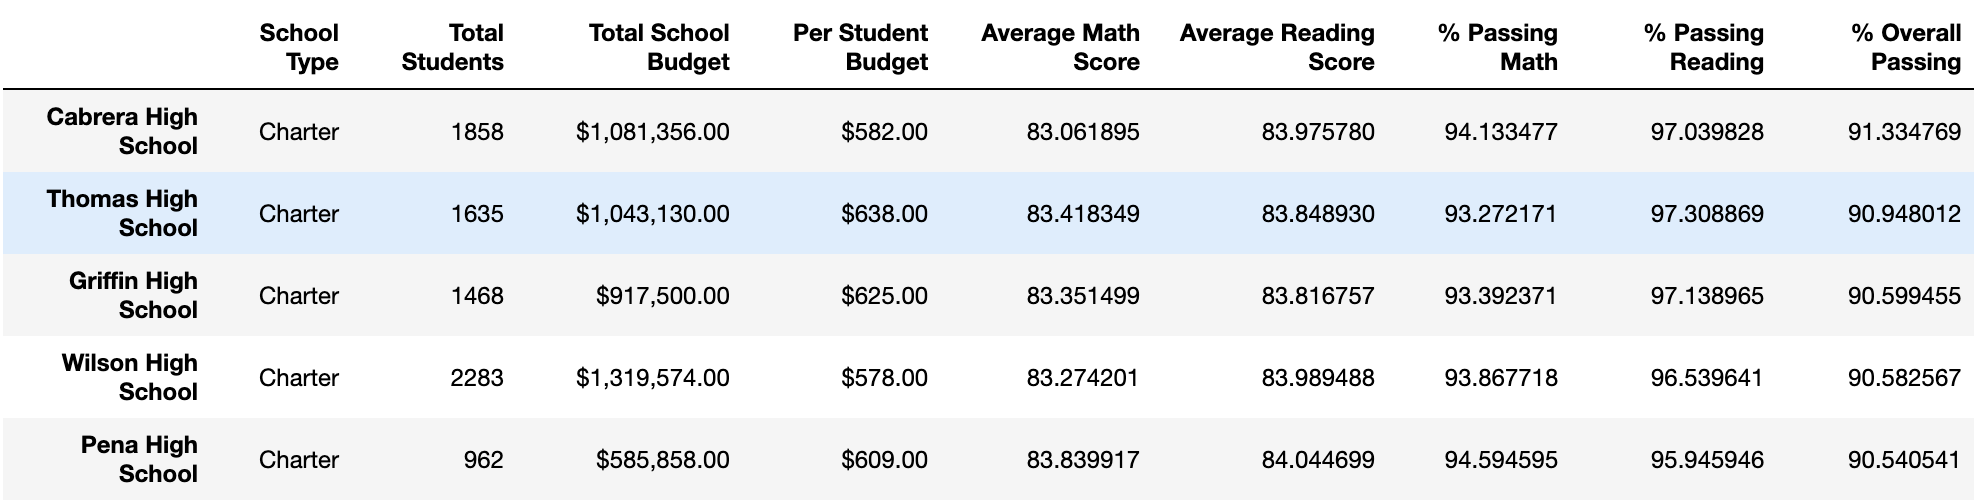 School Total Total School Per Student Average Math Average Reading % Passing % Passing % Overall
Type Students Budget Budget Score Score Math Reading Passing
Cabrera High
School Charter 1858 $1,081,356.00 $582.00 83.061895 83.975780 94.133477 97.039828 91.334769
Thomas High
School Charter 1635 $1,043,130.00 $638.00 83.418349 83.848930 93.272171 97.308869 90.948012
Griffin High
School Charter 1468 $917,500.00 $625.00 83.351499 83.816757 93.392371 97.138965 90.599455
Wilson High
School Charter 2283 $1,319,574.00 $578.00 83.274201 83.989488 93.867718 96.539641 90.582567
Pena High
School Charter 962 $585,858.00 $609.00 83.839917 84.044699 94.594595 95.945946 90.540541